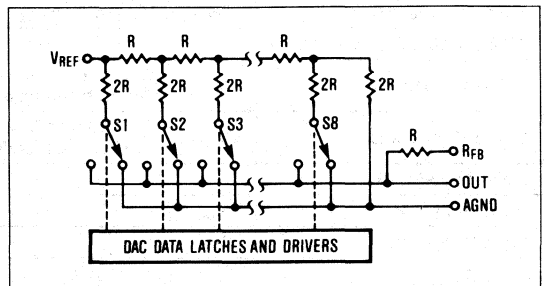 R R R
VREF
2R 2R 2R 2R 2R
S1 S2 S3 S8
R
RFB
OUT
AGND
DAC DATA LATCHES AND DRIVERS